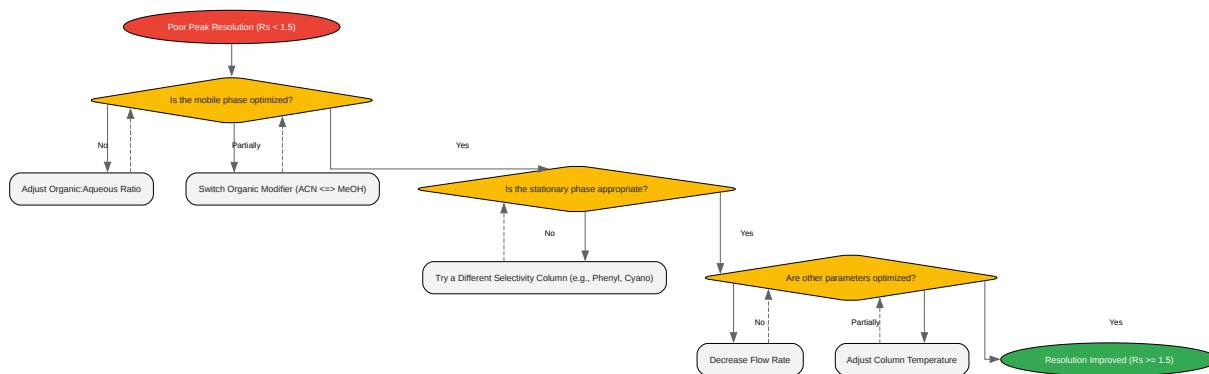 Poor Peak Resolution (Rs < 1.5)
Is the mobile phase optimized?
No
Partially
Yes
Adjust Organic:Aqueous Ratio
Switch Organic Modifier (ACN <=> MeOH)
Is the stationary phase appropriate?
No
Yes
Try a Different Selectivity Column (e.g., Phenyl, Cyano)
Are other parameters optimized?
No
Partially
Yes
Decrease Flow Rate
Adjust Column Temperature
Resolution Improved (Rs >= 1.5)